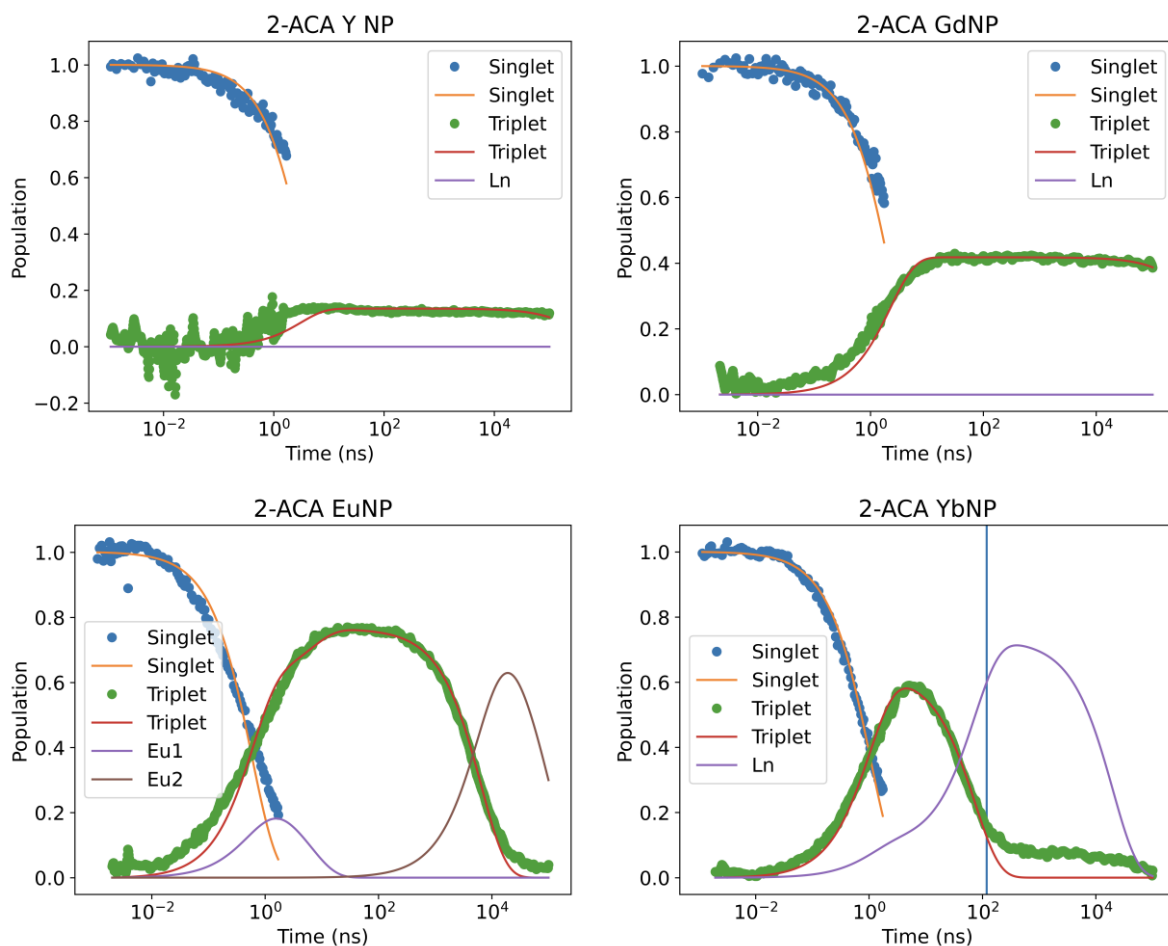 2-ACA Y NP
Population
1.0
0.8
0.6
0.4
0.2
0.0
−0.2
Singlet
Singlet
Triplet
Triplet
Ln
10⁻² 10⁰ 10² 10⁴
Time (ns)
2-ACA GdNP
Population
1.0
0.8
0.6
0.4
0.2
0.0
Singlet
Singlet
Triplet
Triplet
Ln
10⁻² 10⁰ 10² 10⁴
Time (ns)
2-ACA EuNP
Population
1.0
0.8
0.6
0.4
0.2
0.0
Singlet
Singlet
Triplet
Triplet
Eu1
Eu2
10⁻² 10⁰ 10² 10⁴
Time (ns)
2-ACA YbNP
Population
1.0
0.8
0.6
0.4
0.2
0.0
Singlet
Singlet
Triplet
Triplet
Ln
10⁻² 10⁰ 10² 10⁴
Time (ns)